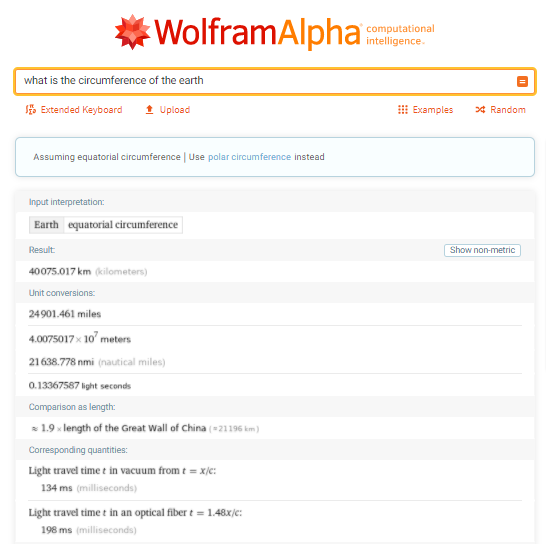 WolframAlpha computational intelligence™
what is the circumference of the earth
Extended Keyboard Upload Examples Random
Assuming equatorial circumference | Use polar circumference instead
Input interpretation:
Earth equatorial circumference
Result:
Show non-metric
40075.017 km (kilometers)
Unit conversions:
24901.461 miles
4.0075017 × 10⁷ meters
21638.778 nmi (nautical miles)
0.13367587 light seconds
Comparison as length:
≈ 1.9 × length of the Great Wall of China (≈ 21196 km)
Corresponding quantities:
Light travel time t in vacuum from t = x/c:
134 ms (milliseconds)
Light travel time t in an optical fiber t = 1.48x/c:
198 ms (milliseconds)